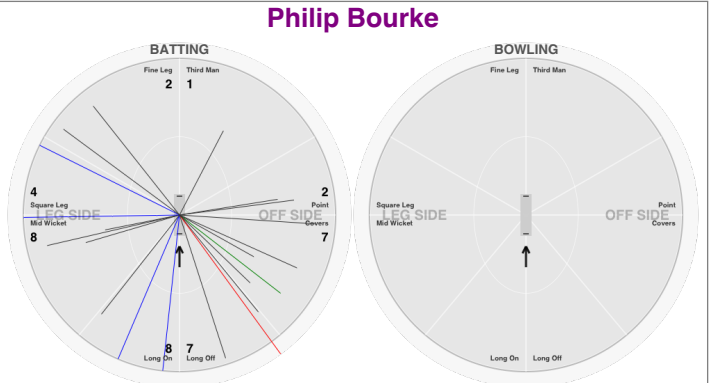 Philip Bourke
BATTING
Fine Leg Third Man
2 1
4 2
Square Leg Point
LEG SIDE OFF SIDE
Mid Wicket Covers
8 7
8 7
Long On Long Off
BOWLING
Fine Leg Third Man
Square Leg Point
LEG SIDE OFF SIDE
Mid Wicket Covers
Long On Long Off